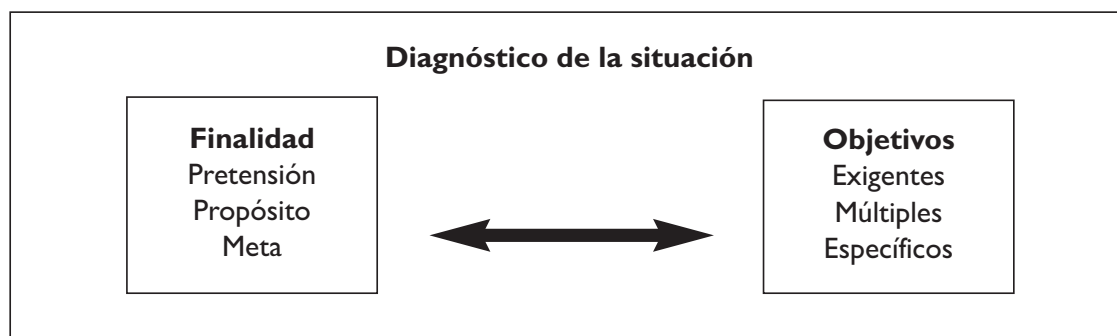 Diagnóstico de la situación
Finalidad
Pretensión
Propósito
Meta
Objetivos
Exigentes
Múltiples
Específicos